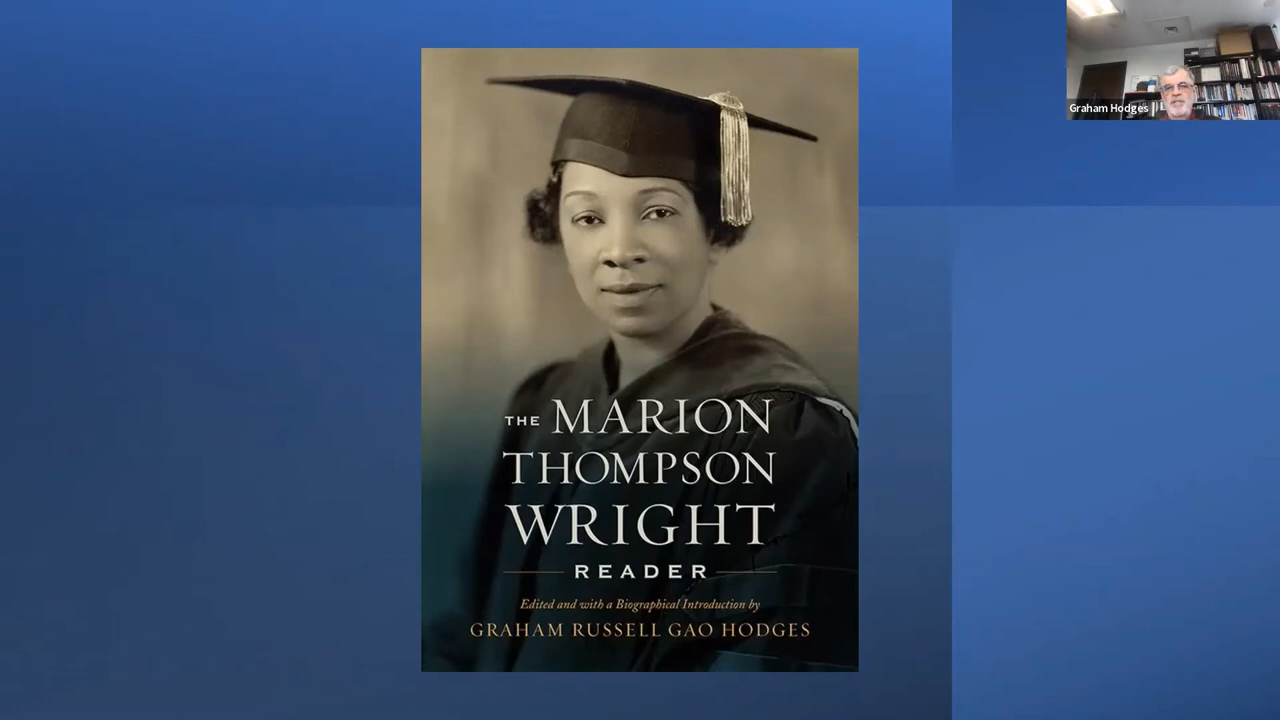 THE MARION
THOMPSON
WRIGHT
READER
Edited and with a Biographical Introduction by
GRAHAM RUSSELL GAO HODGES
Graham Hodges